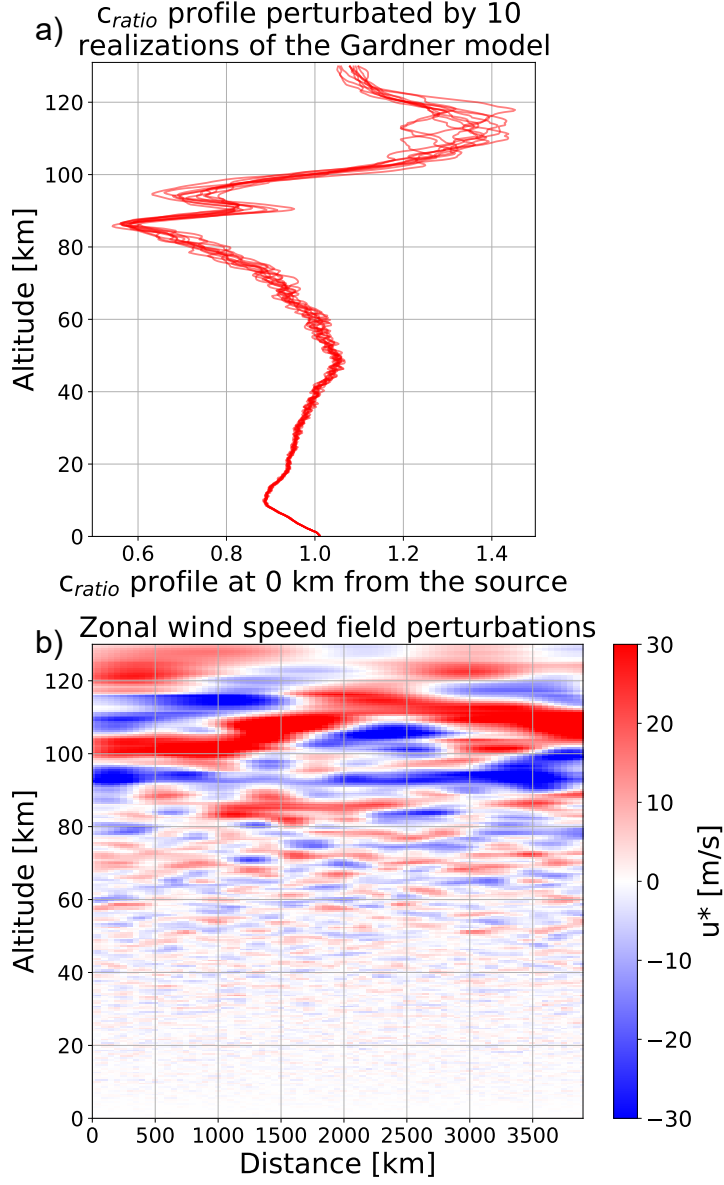 a) c_ratio profile perturbated by 10
realizations of the Gardner model
120
100
80
60
40
20
0
Altitude [km]
0.6 0.8 1.0 1.2 1.4
c_ratio profile at 0 km from the source
b) Zonal wind speed field perturbations
120
100
80
60
40
20
0
Altitude [km]
0 500 1000 1500 2000 2500 3000 3500
Distance [km]
30
20
10
0
−10
−20
−30
u* [m/s]